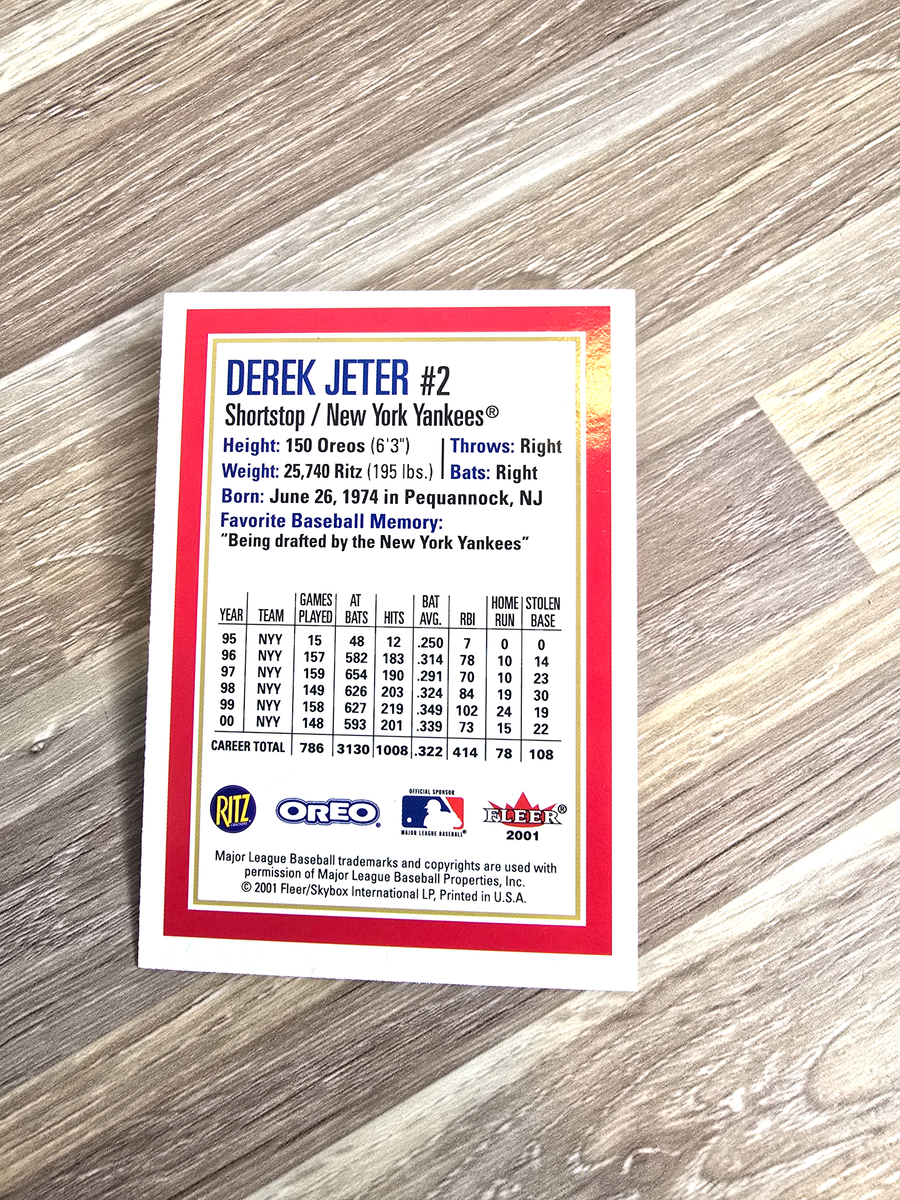 DEREK JETER #2
Shortstop / New York Yankees®
Height: 150 Oreos (6'3") Throws: Right
Weight: 25,740 Ritz (195 lbs.) Bats: Right
Born: June 26, 1974 in Pequannock, NJ
Favorite Baseball Memory:
“Being drafted by the New York Yankees”
YEAR TEAM GAMES PLAYED AT BATS HITS BAT AVG. RBI HOME RUN STOLEN BASE
95 NYY 15 48 12 .250 7 0 0
96 NYY 157 582 183 .314 78 10 14
97 NYY 159 654 190 .291 70 10 23
98 NYY 149 626 203 .324 84 19 30
99 NYY 158 627 219 .349 102 24 19
00 NYY 148 593 201 .339 73 15 22
CAREER TOTAL 786 3130 1008 .322 414 78 108
RITZ
CRACKERS
OREO®
OFFICIAL SPONSOR
MAJOR LEAGUE BASEBALL®
FLEER®
2001
Major League Baseball trademarks and copyrights are used with
permission of Major League Baseball Properties, Inc.
© 2001 Fleer/Skybox International LP, Printed in U.S.A.